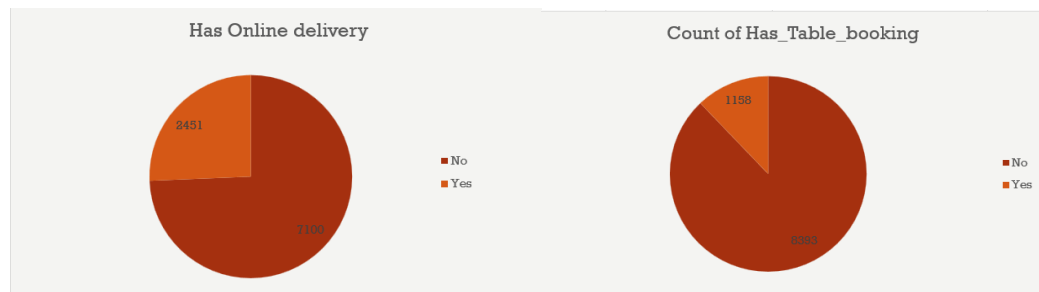 Has Online delivery
2451
7100
No
Yes
Count of Has_Table_booking
1158
8393
No
Yes